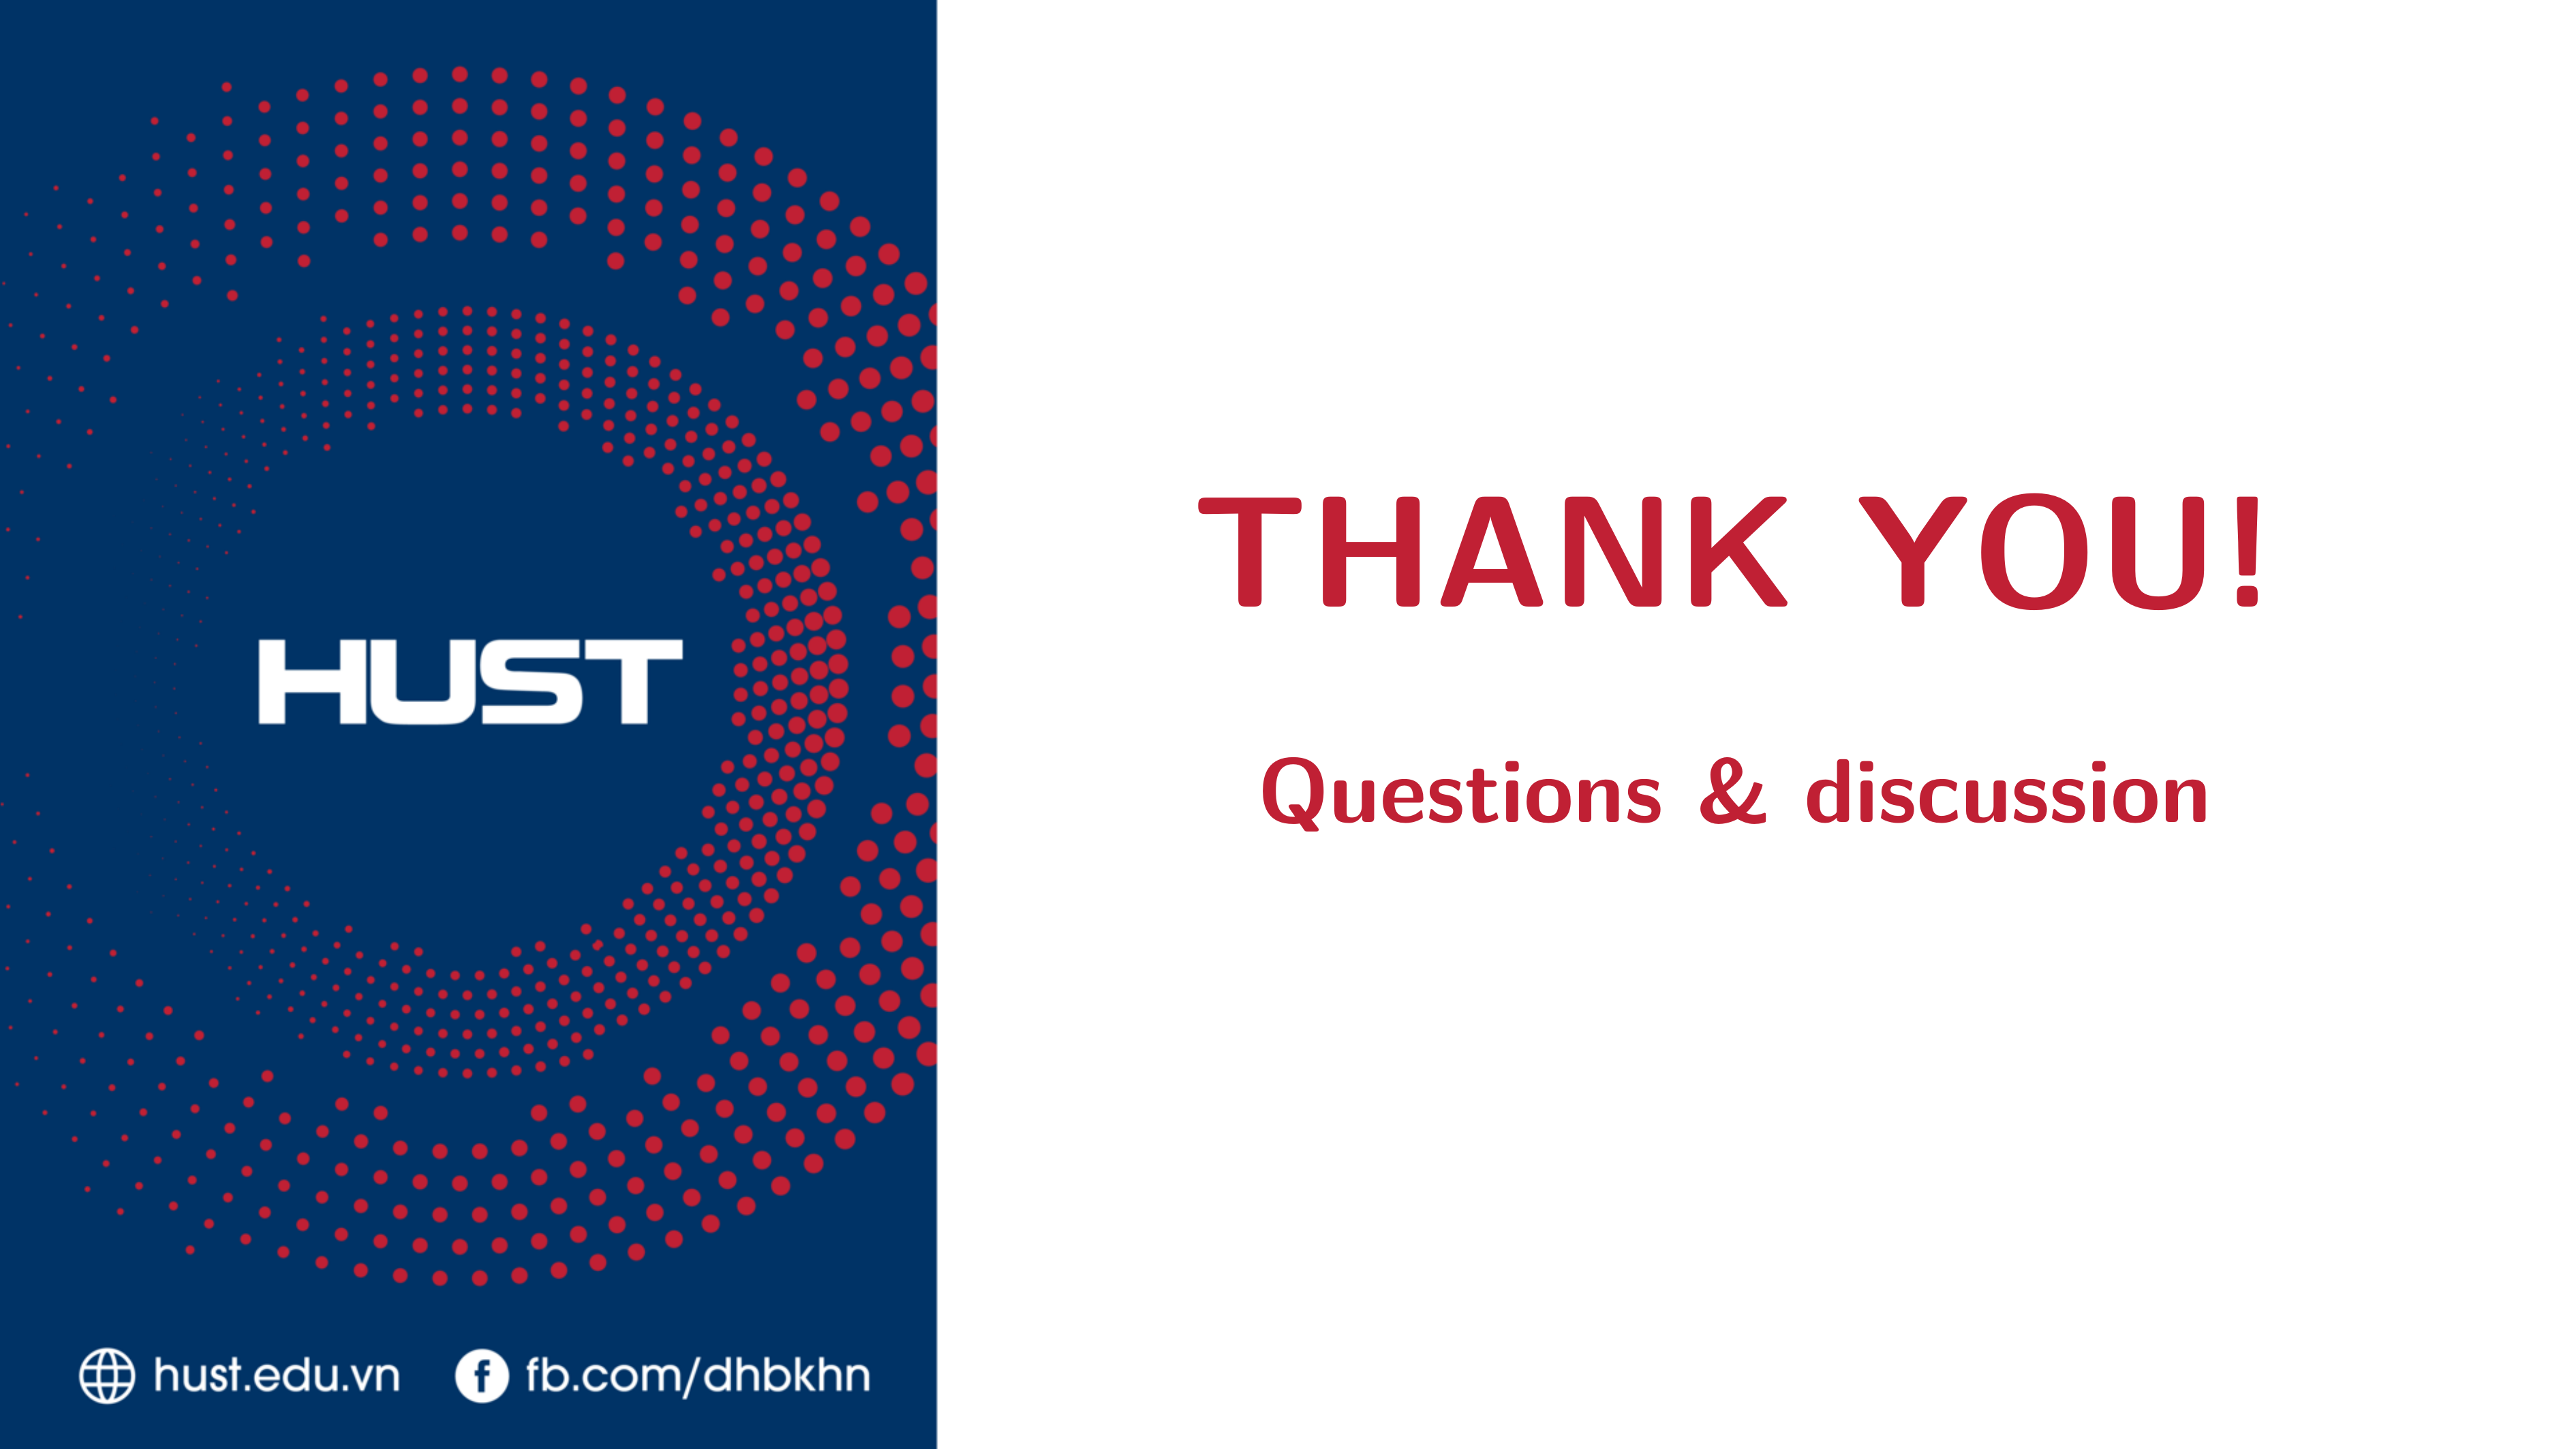 HUST
hust.edu.vn
fb.com/dhbkhn
THANK YOU!
Questions & discussion